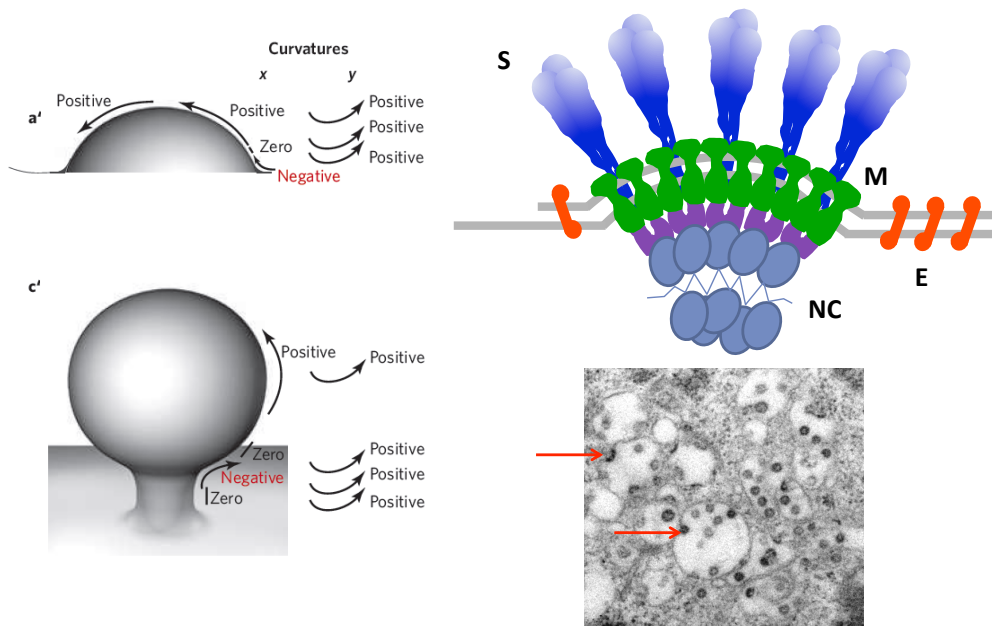 Curvatures
x y
a'
Positive
Positive
Zero
Negative
Positive
Positive
Positive
c'
Positive
Positive
Zero
Negative
Zero
Positive
Positive
Positive
S
M
E
NC